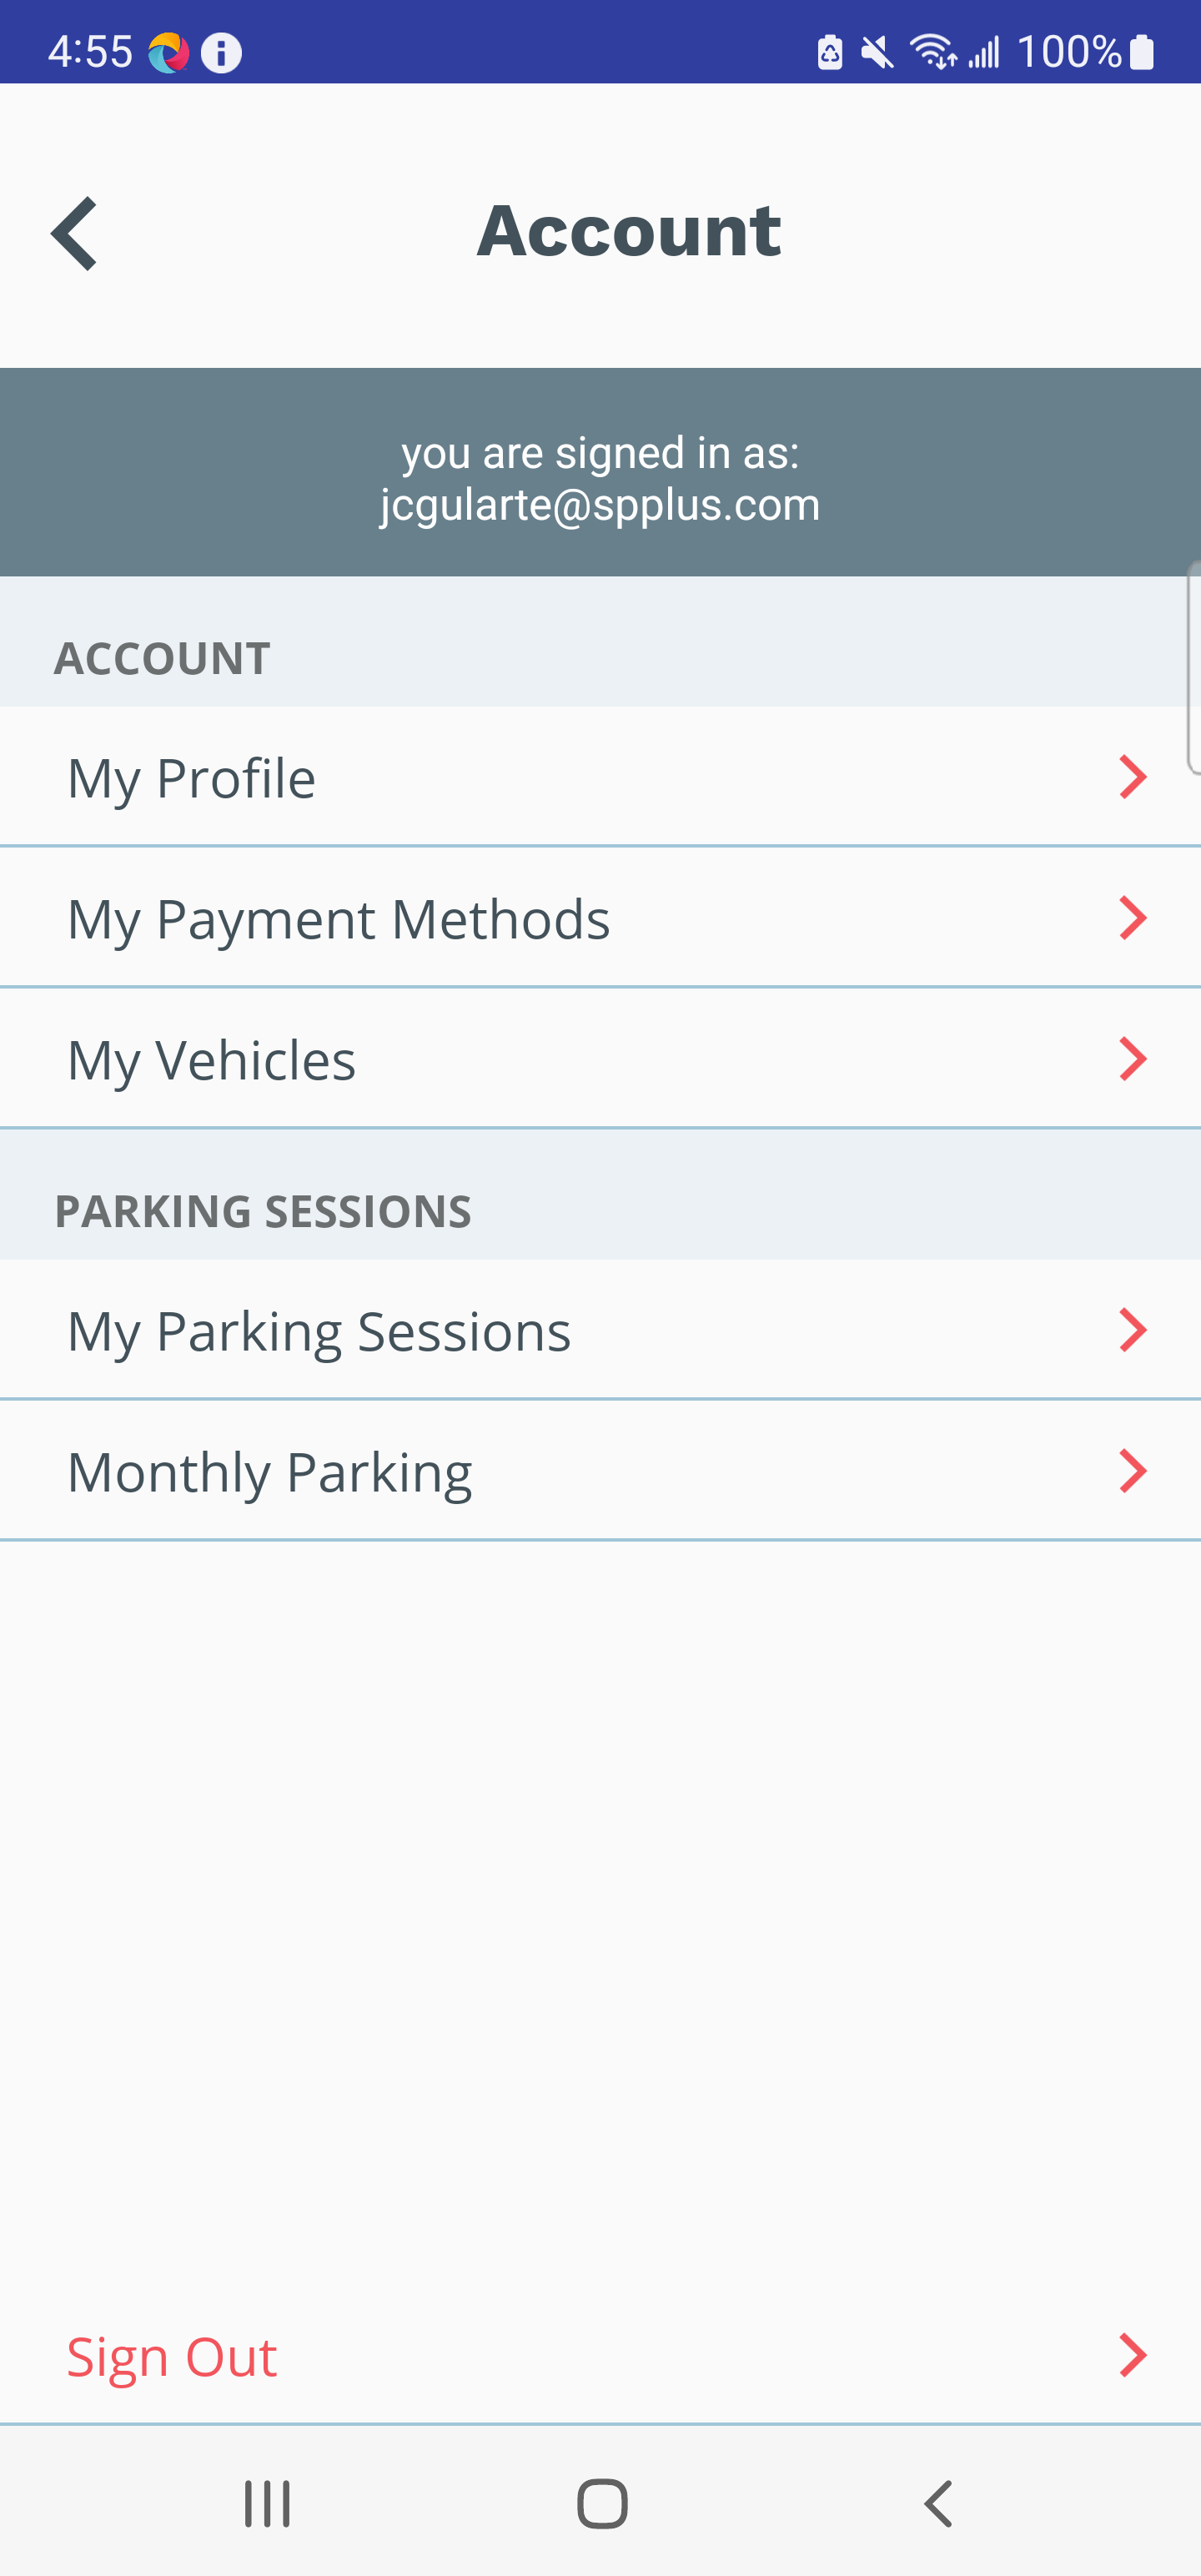 4:55 100%
Account
you are signed in as:
jcgularte@spplus.com
ACCOUNT
My Profile
My Payment Methods
My Vehicles
PARKING SESSIONS
My Parking Sessions
Monthly Parking
Sign Out